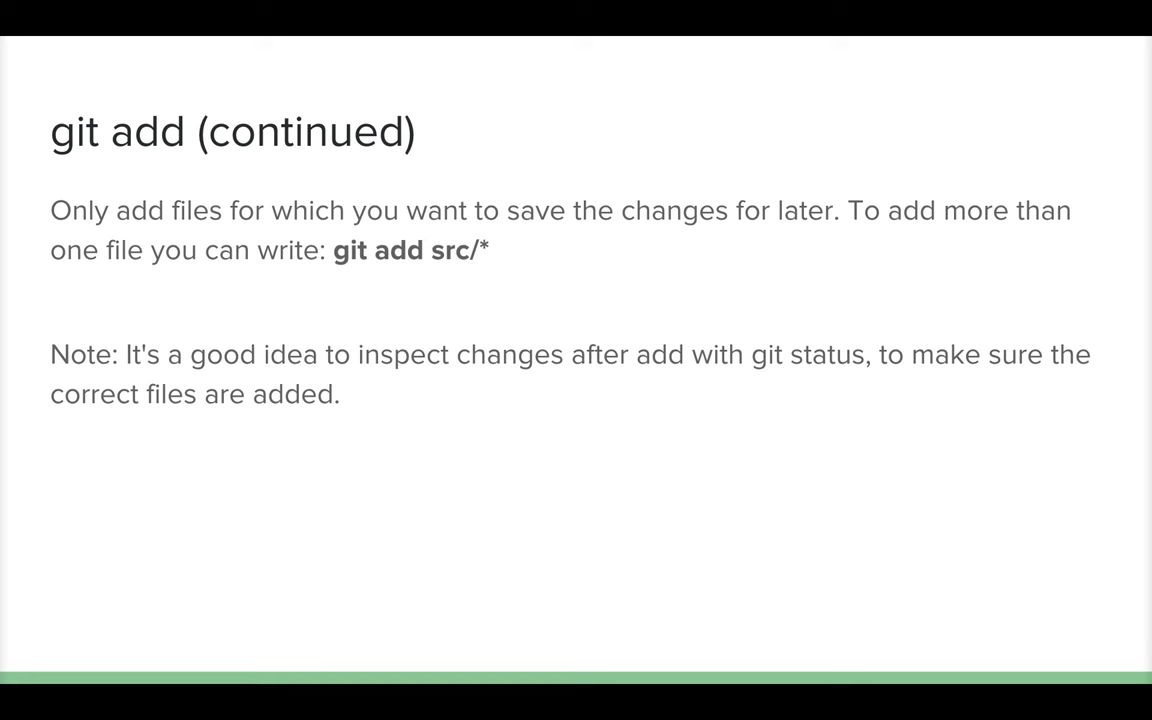 git add (continued)
Only add files for which you want to save the changes for later. To add more than
one file you can write: git add src/*
Note: It's a good idea to inspect changes after add with git status, to make sure the
correct files are added.